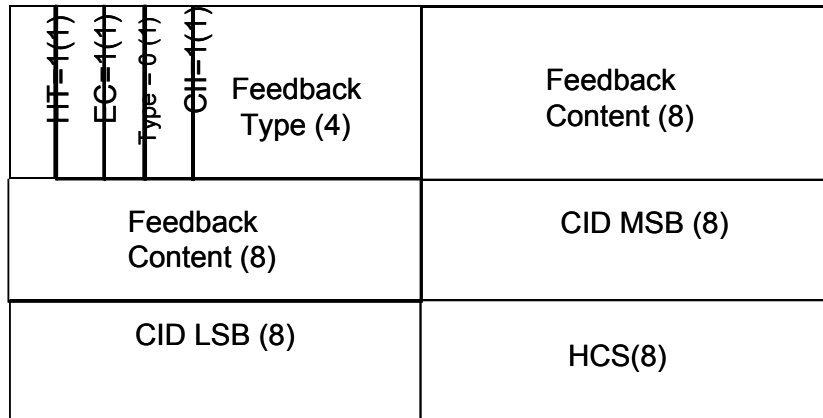 HT=1(1)
EC=1(1)
Type = 0 (1)
CII=1(1)
Feedback
Type (4)
Feedback
Content (8)
Feedback
Content (8)
CID MSB (8)
CID LSB (8)
HCS(8)